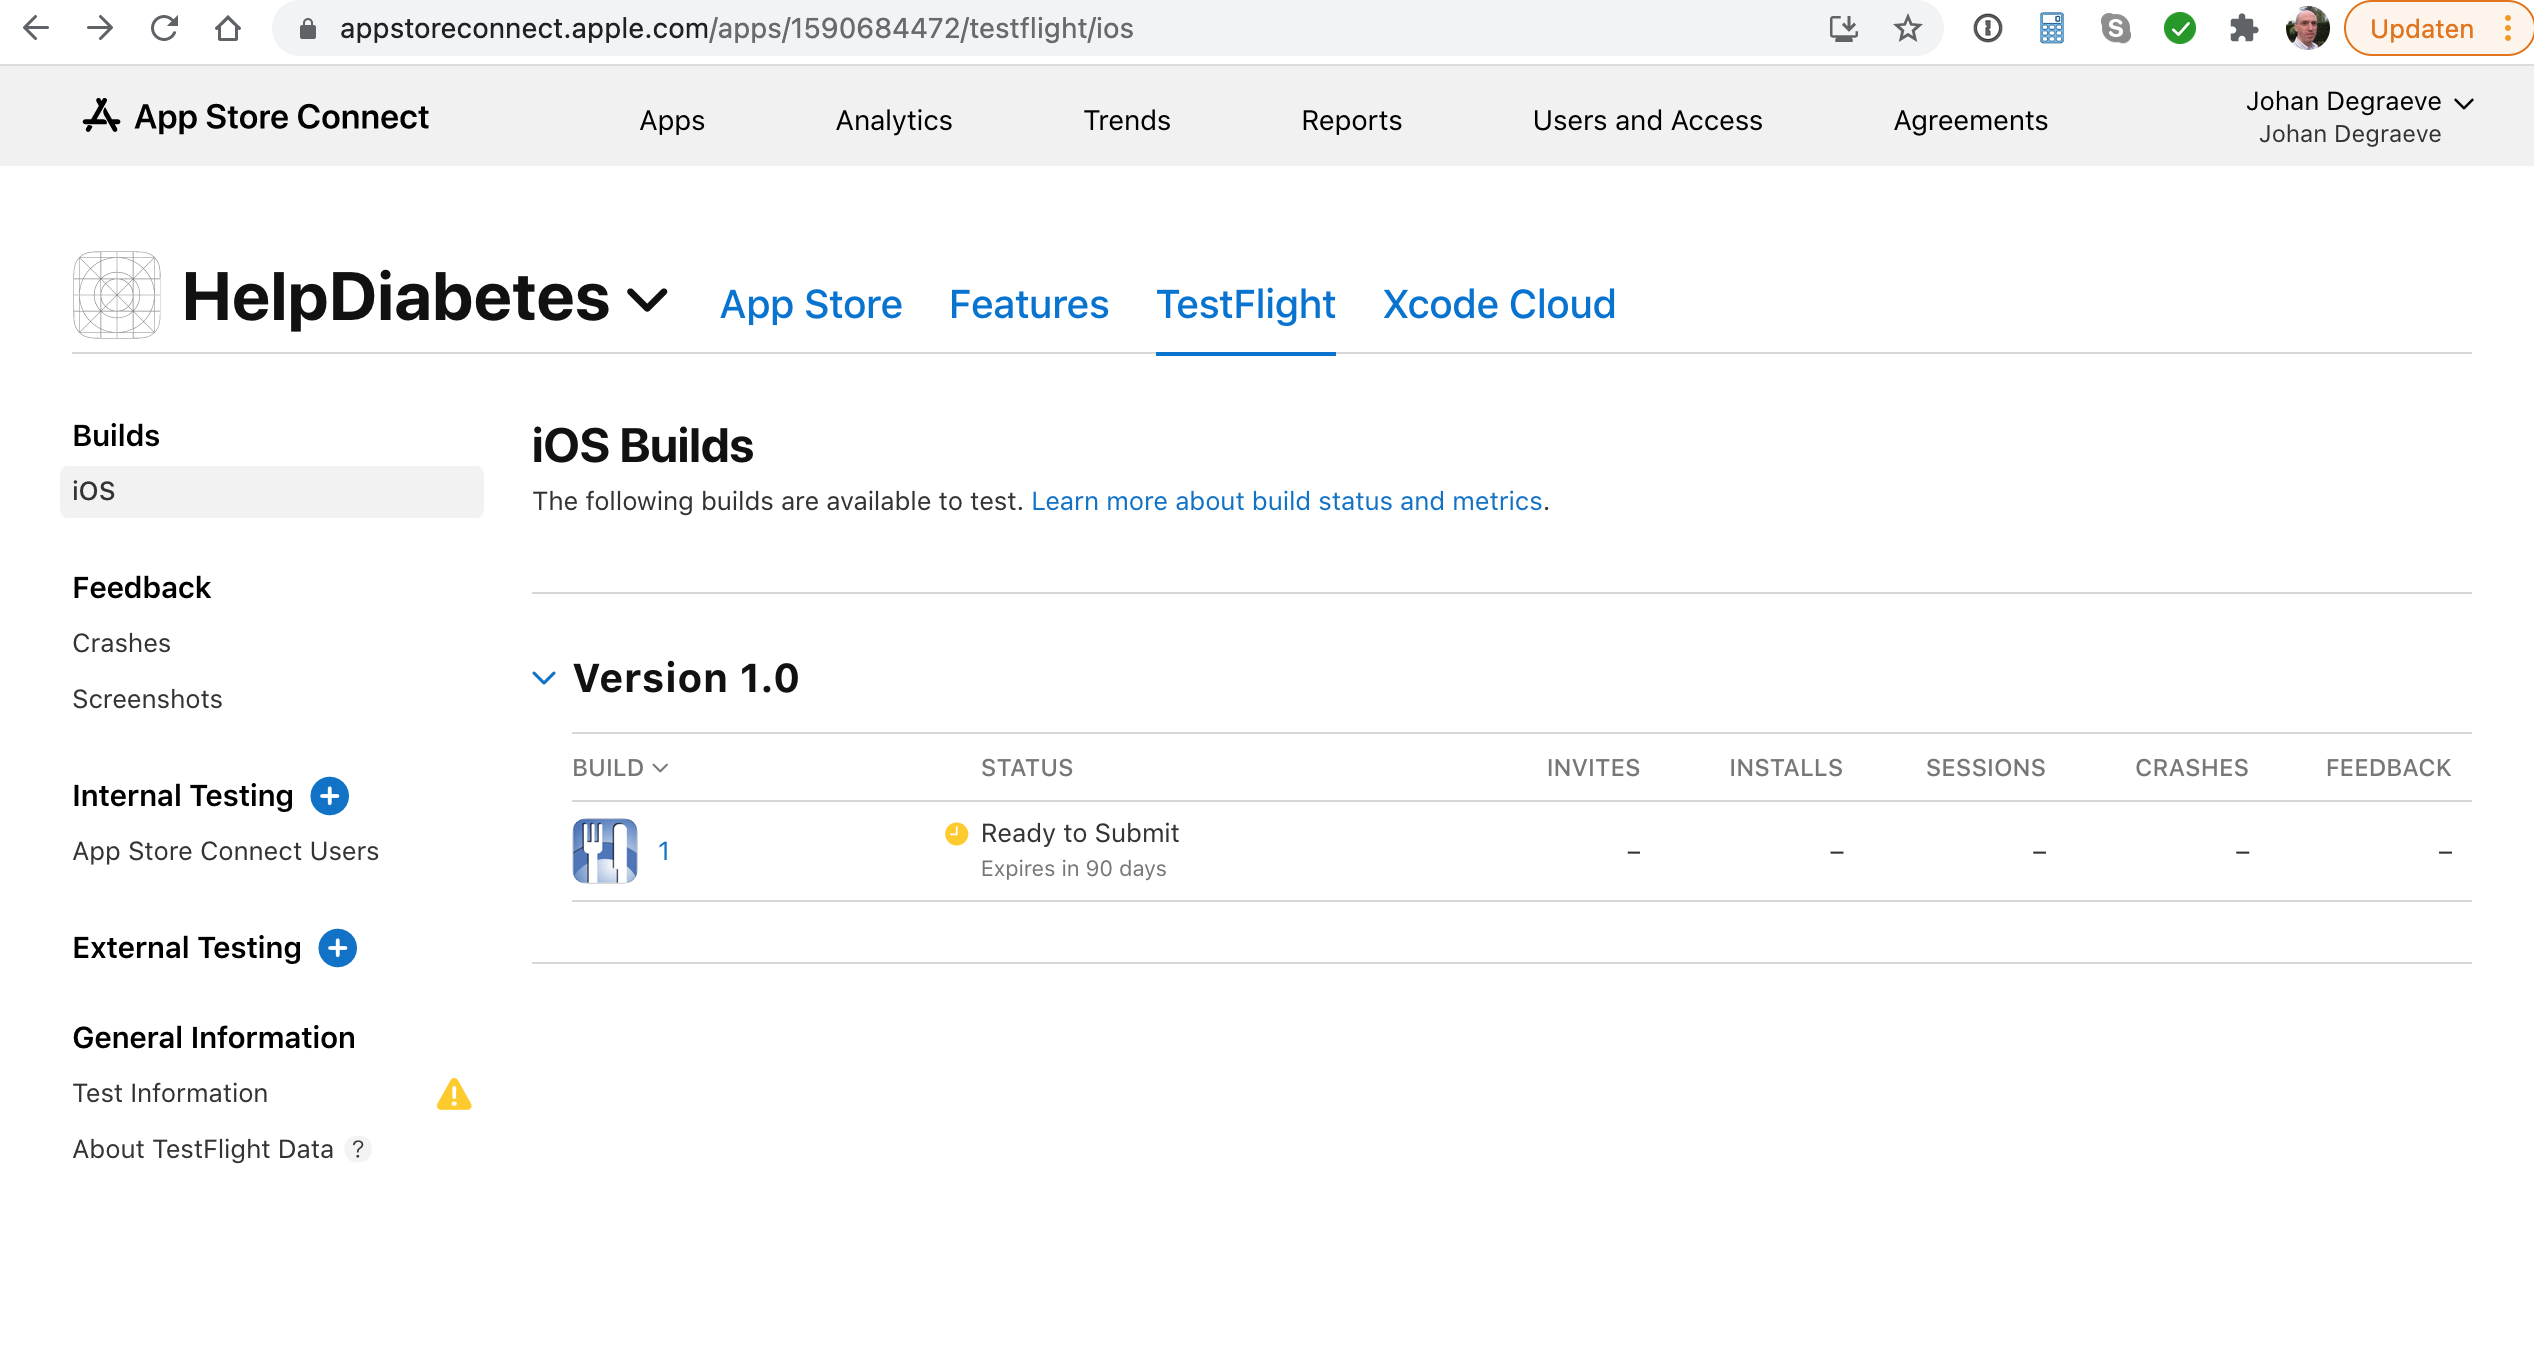 appstoreconnect.apple.com/apps/1590684472/testflight/ios
Updaten
App Store Connect
Apps
Analytics
Trends
Reports
Users and Access
Agreements
Johan Degraeve
Johan Degraeve
HelpDiabetes
App Store
Features
TestFlight
Xcode Cloud
Builds
iOS
Feedback
Crashes
Screenshots
Internal Testing
App Store Connect Users
External Testing
General Information
Test Information
About TestFlight Data ?
iOS Builds
The following builds are available to test. Learn more about build status and metrics.
Version 1.0
BUILD STATUS INVITES INSTALLS SESSIONS CRASHES FEEDBACK
1 Ready to Submit – – – – –
Expires in 90 days